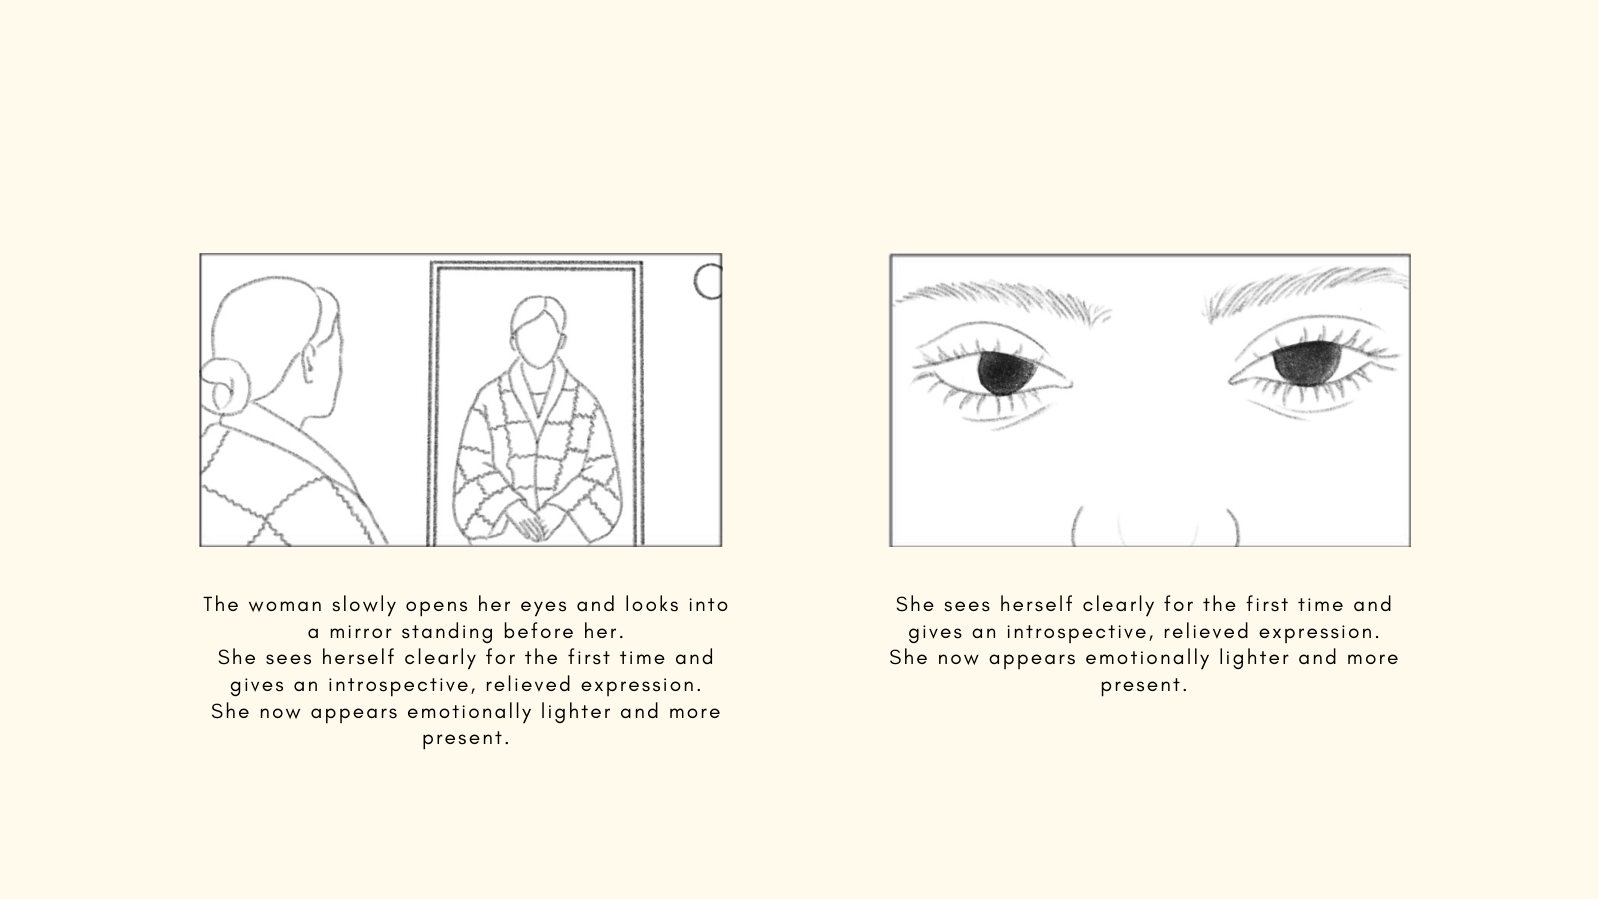 The woman slowly opens her eyes and looks into
a mirror standing before her.
She sees herself clearly for the first time and
gives an introspective, relieved expression.
She now appears emotionally lighter and more
present.
She sees herself clearly for the first time and
gives an introspective, relieved expression.
She now appears emotionally lighter and more
present.